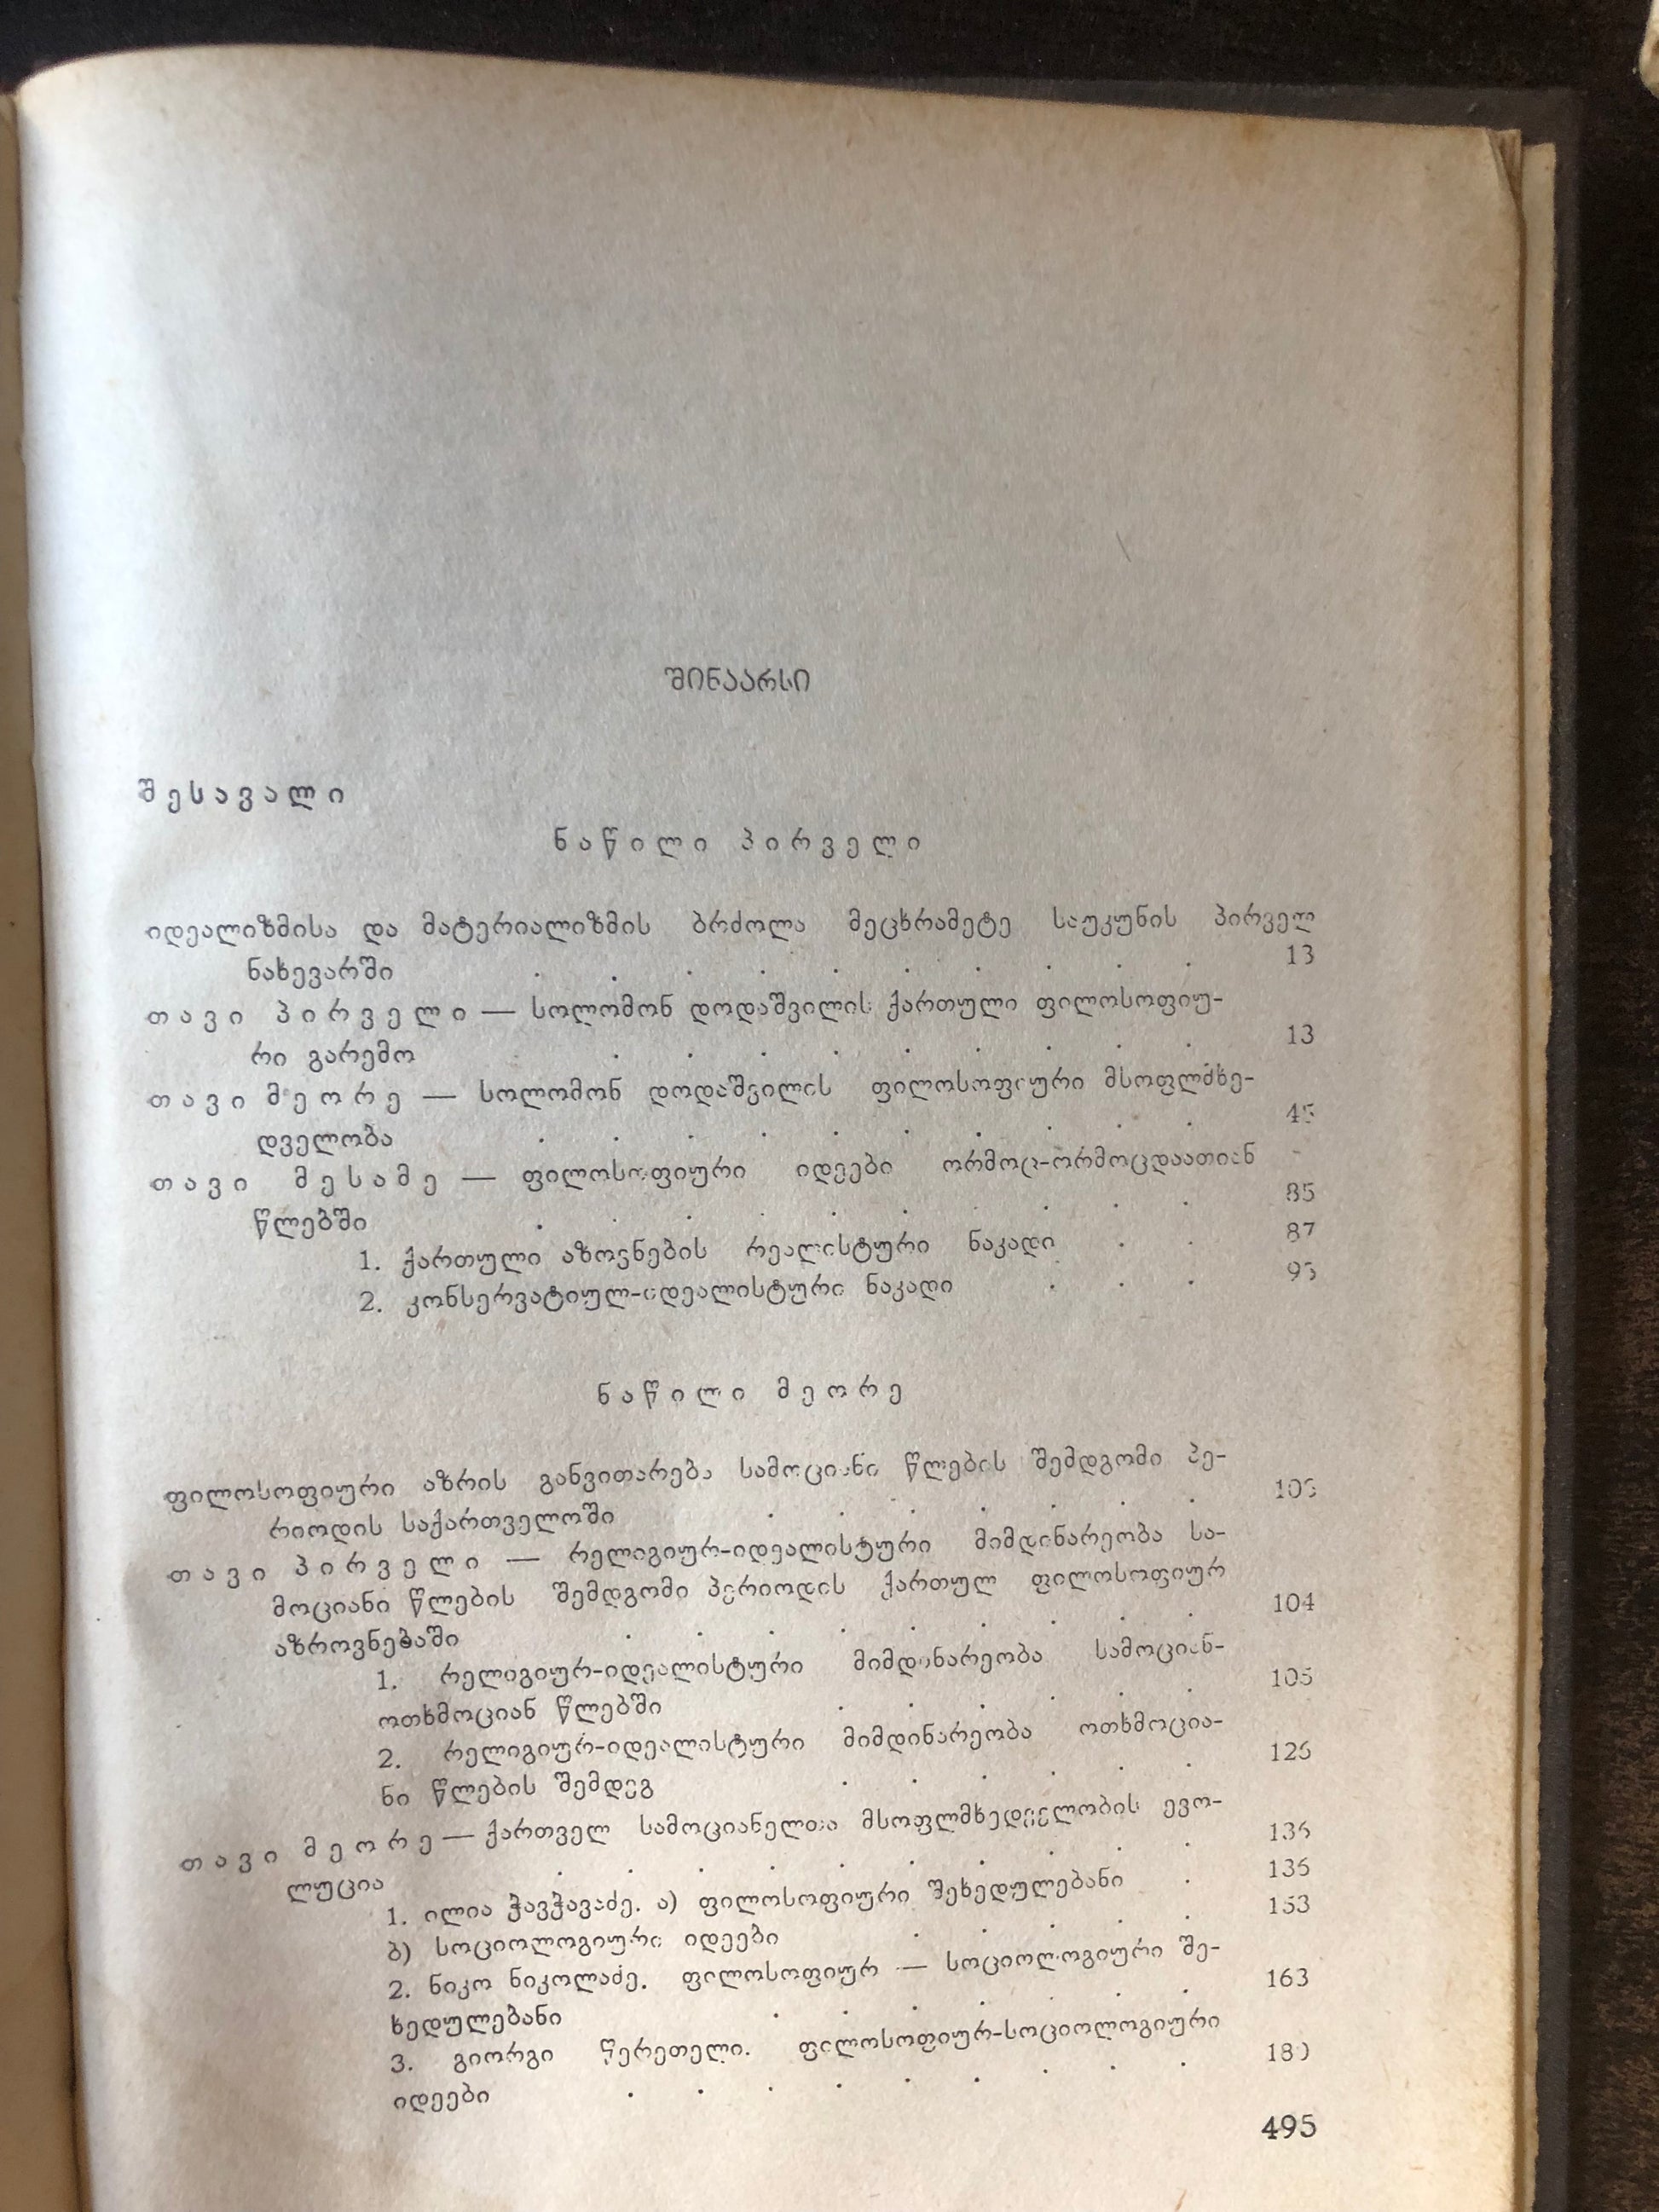 შინაარსი
შესავალი
ნაწილი პირველი
იდეალიზმისა და მატერიალიზმის ბრძოლა მეცხრამეტე საუკუნის პირველ
ნახევარში . . . . . . . . . . 13
თავი პირველი — სოლომონ დოდაშვილის ქართული ფილოსოფიუ-
რი გარემო . . . . . . . . . 13
თავი მეორე — სოლომონ დოდაშვილის ფილოსოფიური მსოფლმხე-
დველობა . . . . . . . . . . 45
თავი მესამე — ფილოსოფიური იდეები ორმოც-ორმოცდაათიან
წლებში . . . . . . . . . . 85
1. ქართული აზოვნების რეალისტური ნაკადი . . 87
2. კონსერვატიულ-იდეალისტური ნაკადი . . . 95
ნაწილი მეორე
ფილოსოფიური აზრის განვითარება სამოციანი წლების შემდგომი პე-
რიოდის საქართველოში . . . . . . .
თავი პირველი — რელიგიურ-იდეალისტური მიმდინარეობა სა-
მოციანი წლების შემდგომი პერიოდის ქართულ ფილოსოფიურ
აზროვნებაში . . . . . . . . . 104
1. რელიგიურ-იდეალისტური მიმდინარეობა სამოციან-
ოთხმოციან წლებში . . . . . . 105
2. რელიგიურ-იდეალისტური მიმდინარეობა ოთხმოცია-
ნი წლების შემდეგ . . . . . . 126
თავი მეორე — ქართველ სამოციანელთა მსოფლმხედველობის ევო-
ლუცია . . . . . . . . . . 136
1. ილია ჭავჭავაძე. ა) ფილოსოფიური შეხედულებანი . 136
ბ) სოციოლოგიური იდეები . . . . . 153
2. ნიკო ნიკოლაძე. ფილოსოფიურ — სოციოლოგიური შე-
ხედულებანი . . . . . . . 163
3. გიორგი წერეთელი. ფილოსოფიურ-სოციოლოგიური
იდეები . . . . . . . . . 180
495